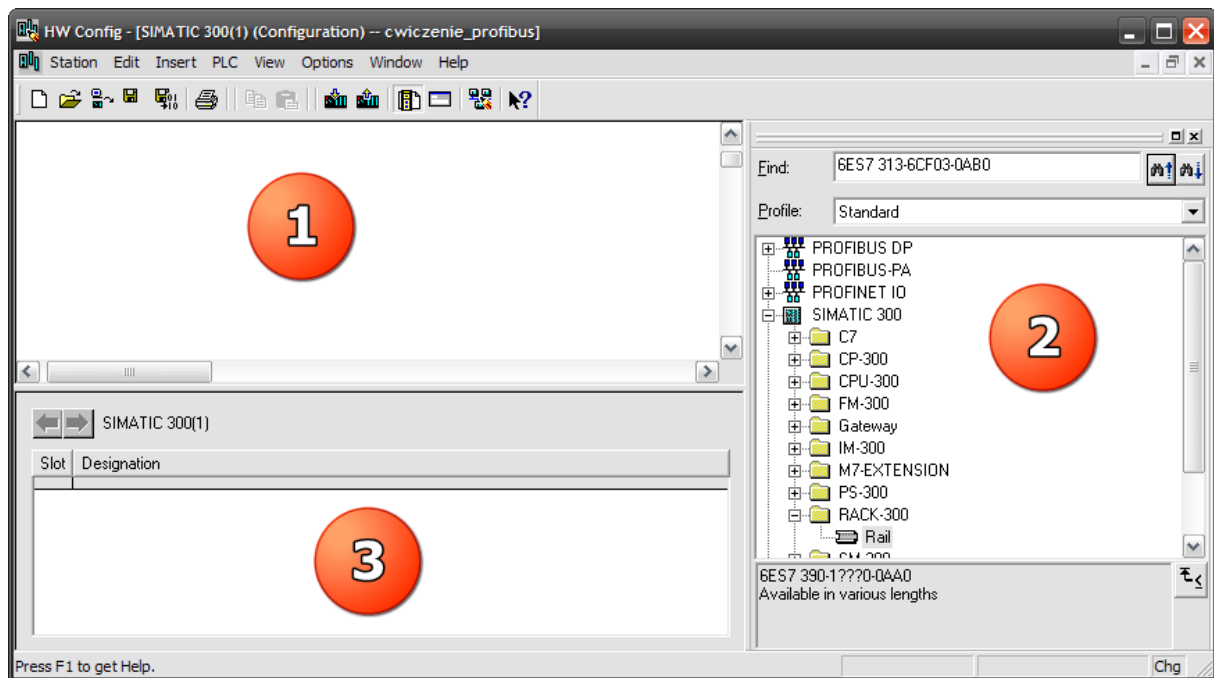 HW Config - [SIMATIC 300(1) (Configuration) -- cwiczenie_profibus]
Station Edit Insert PLC View Options Window Help
1
Find: 6ES7 313-6CF03-0AB0
Profile: Standard
PROFIBUS DP
PROFIBUS-PA
PROFINET IO
SIMATIC 300
C7
CP-300
CPU-300
FM-300
Gateway
IM-300
M7-EXTENSION
PS-300
RACK-300
Rail
2
6ES7 390-1???0-0AA0
Available in various lengths
SIMATIC 300(1)
Slot Designation
3
Press F1 to get Help.
Chg